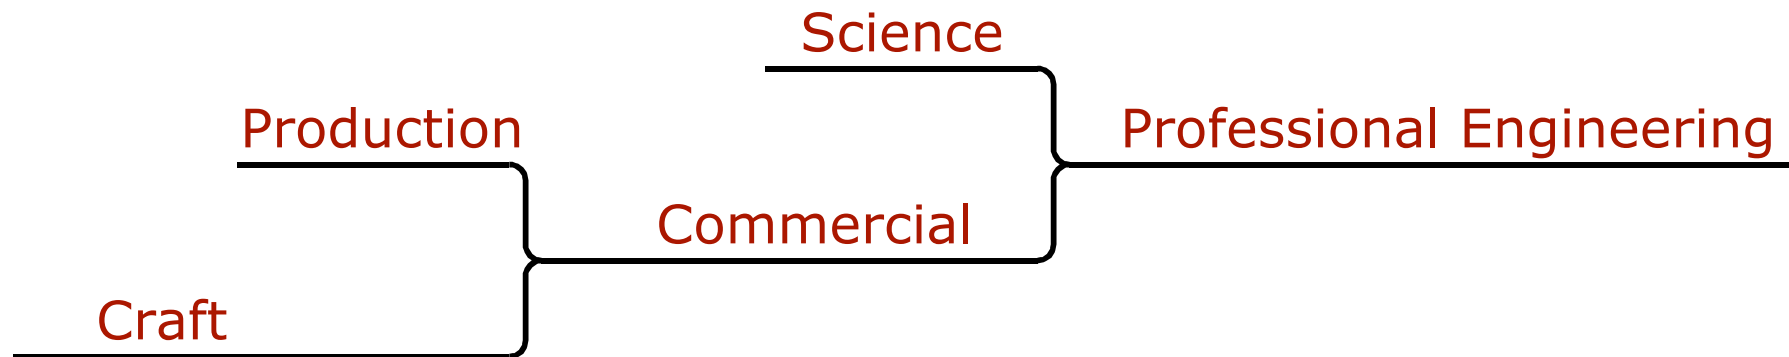 Science
Production
Professional Engineering
Commercial
Craft